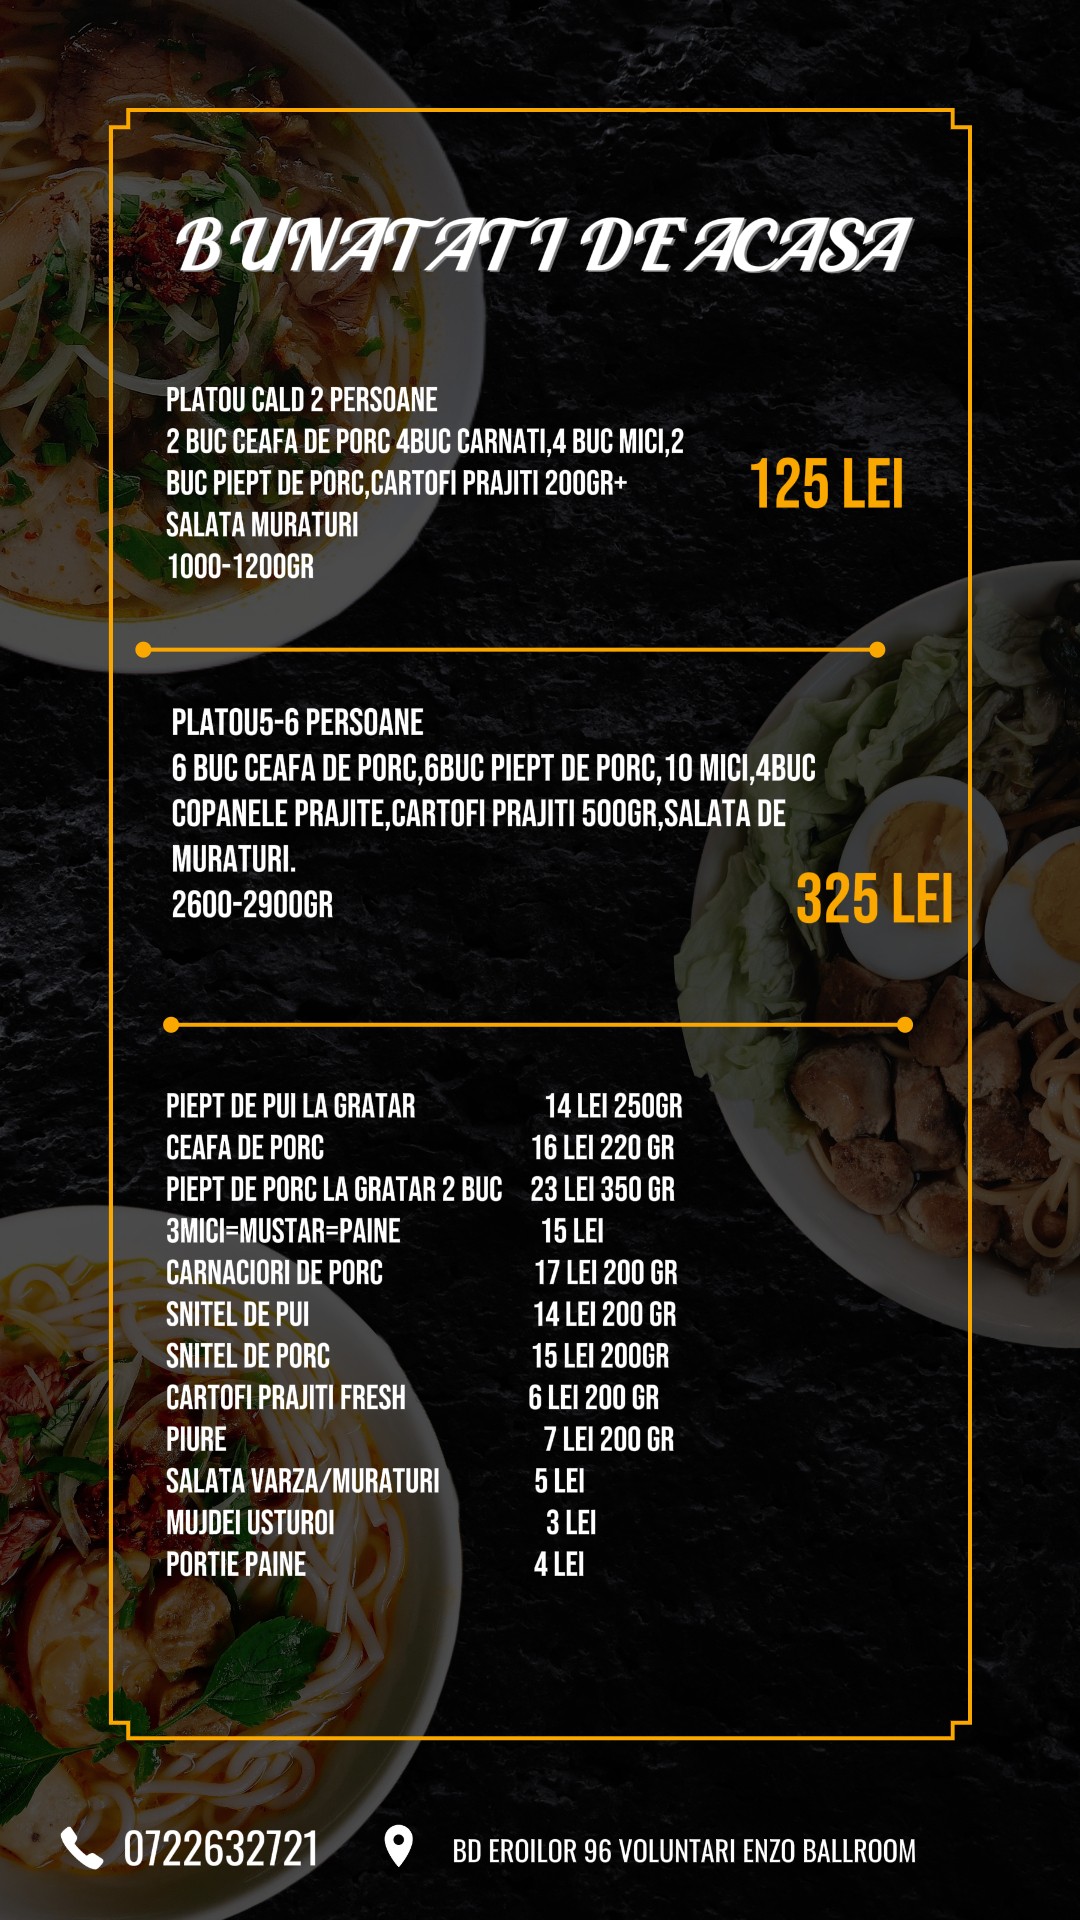 BUNATATI DE ACASA
PLATOU CALD 2 PERSOANE
2 BUC CEAFA DE PORC 4BUC CARNATI,4 BUC MICI,2
BUC PIEPT DE PORC,CARTOFI PRAJITI 200GR+
SALATA MURATURI
1000-1200GR
125 LEI
PLATOU5-6 PERSOANE
6 BUC CEAFA DE PORC,6BUC PIEPT DE PORC,10 MICI,4BUC
COPANELE PRAJITE,CARTOFI PRAJITI 500GR,SALATA DE
MURATURI.
2600-2900GR
325 LEI
PIEPT DE PUI LA GRATAR 14 LEI 250GR
CEAFA DE PORC 16 LEI 220 GR
PIEPT DE PORC LA GRATAR 2 BUC 23 LEI 350 GR
3MICI=MUSTAR=PAINE 15 LEI
CARNACIORI DE PORC 17 LEI 200 GR
SNITEL DE PUI 14 LEI 200 GR
SNITEL DE PORC 15 LEI 200GR
CARTOFI PRAJITI FRESH 6 LEI 200 GR
PIURE 7 LEI 200 GR
SALATA VARZA/MURATURI 5 LEI
MUJDEI USTUROI 3 LEI
PORTIE PAINE 4 LEI
0722632721
BD EROILOR 96 VOLUNTARI ENZO BALLROOM